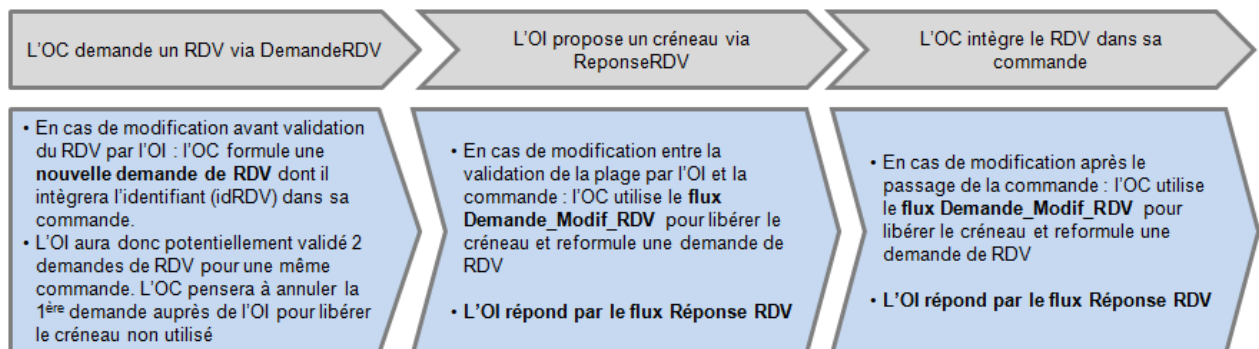 L'OC demande un RDV via DemandeRDV
L'OI propose un créneau via
ReponseRDV
L'OC intègre le RDV dans sa
commande
• En cas de modification avant validation
du RDV par l'OI : l'OC formule une
nouvelle demande de RDV dont il
intègrera l'identifiant (idRDV) dans sa
commande.
• L'OI aura donc potentiellement validé 2
demandes de RDV pour une même
commande. L'OC pensera à annuler la
1ère demande auprès de l'OI pour libérer
le créneau non utilisé
• En cas de modification entre la
validation de la plage par l'OI et la
commande : l'OC utilise le flux
Demande_Modif_RDV pour libérer le
créneau et reformule une demande de
RDV
• L'OI répond par le flux Réponse RDV
• En cas de modification après le
passage de la commande : l'OC utilise
le flux Demande_Modif_RDV pour
libérer le créneau et reformule une
demande de RDV
• L'OI répond par le flux Réponse RDV